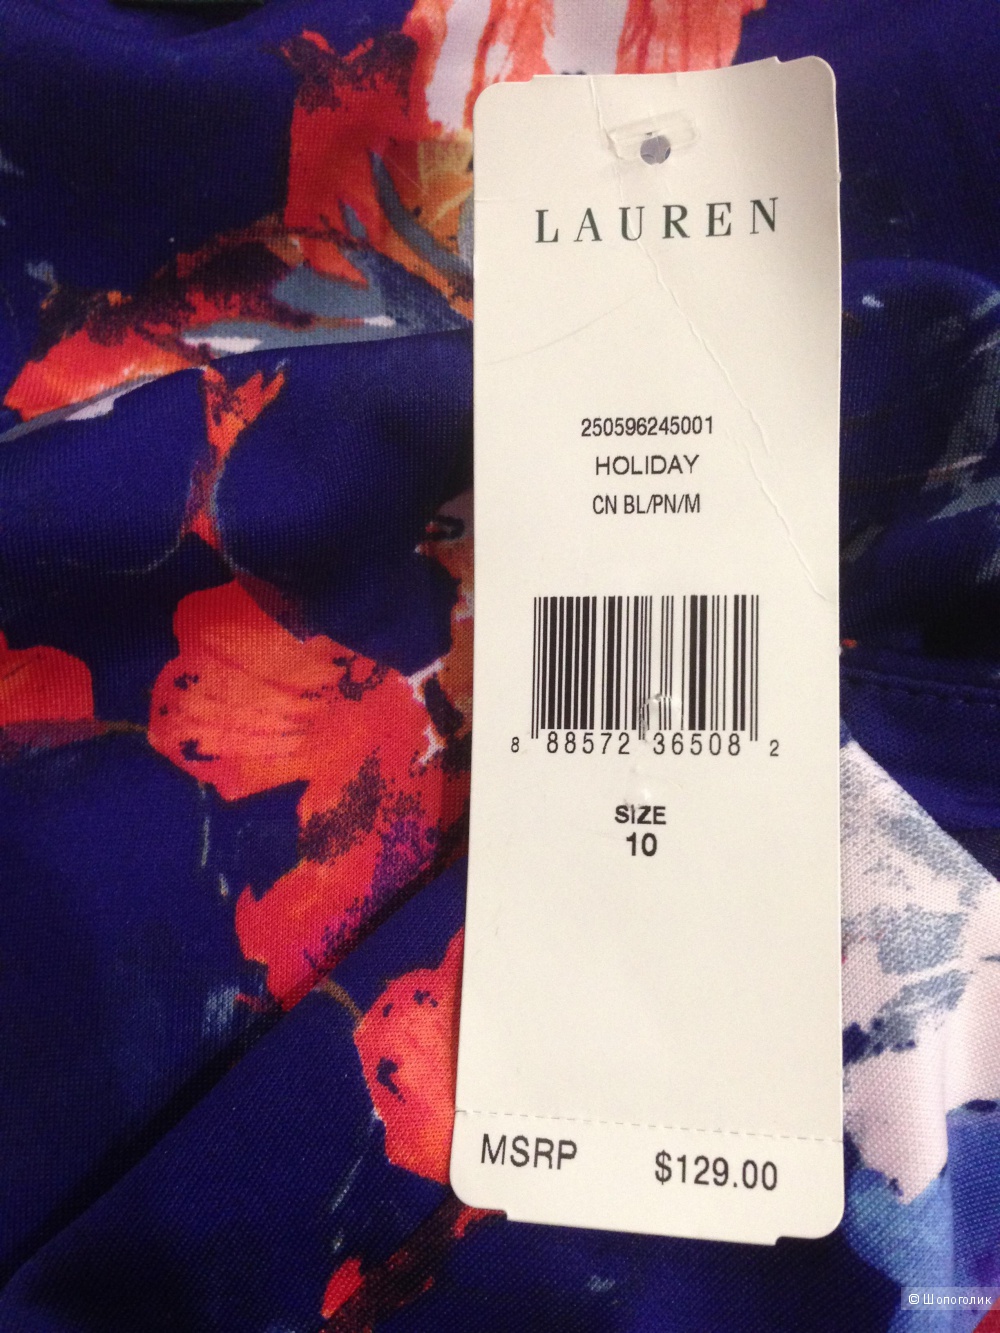 LAUREN
250596245001
HOLIDAY
CN BL/PN/M
8 88572 36508 2
SIZE
10
MSRP $129.00
© Шопоголик